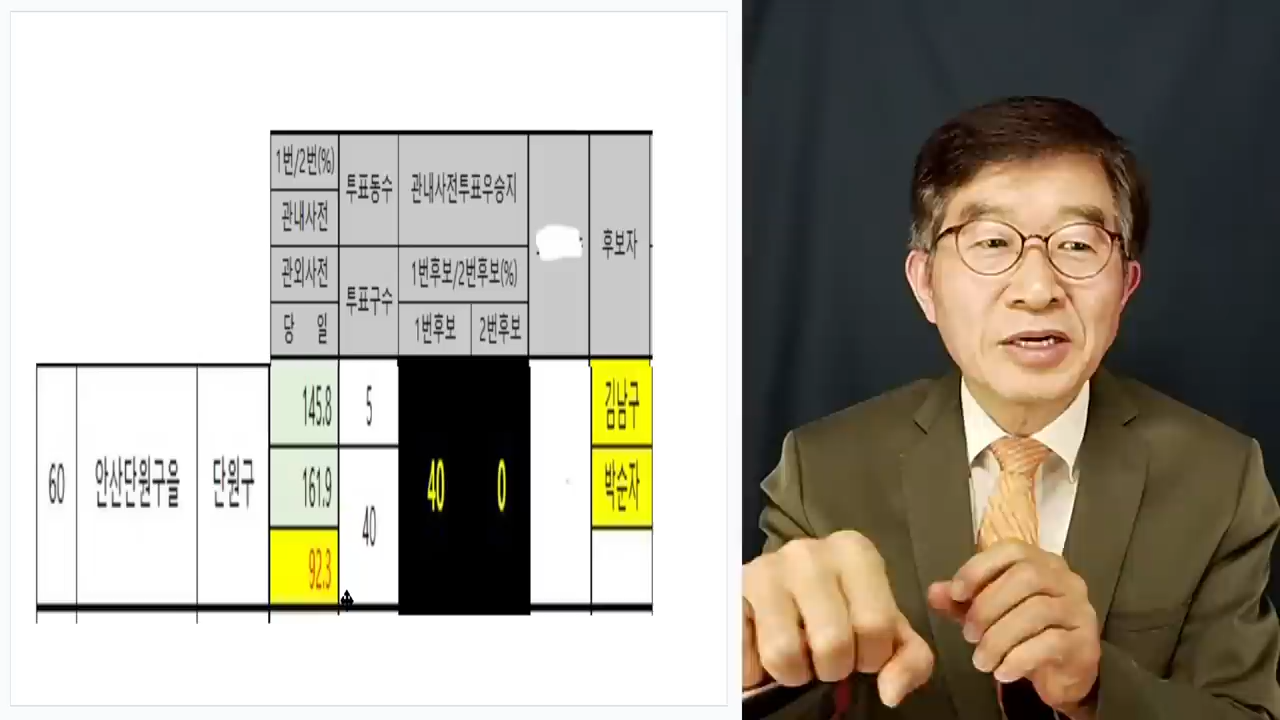 1번/2번(%)
관내사전
관외사전
당 일
투표동수
투표구수
관내사전투표우승지
1번후보/2번후보(%)
1번후보 2번후보
후보자
60 안산단원구을 단원구
145.8
161.9
92.3
5
40
40 0
김남구
박순자